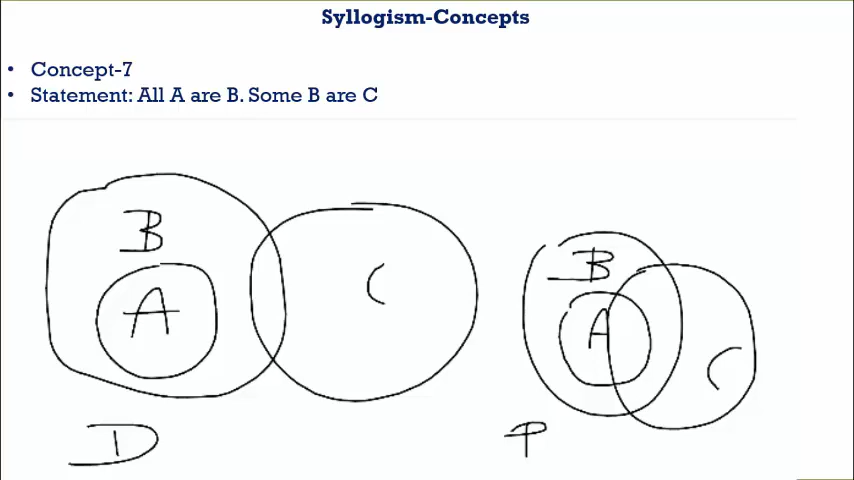 Syllogism-Concepts
• Concept-7
• Statement: All A are B. Some B are C
B
A
C
D
B
A
C
P